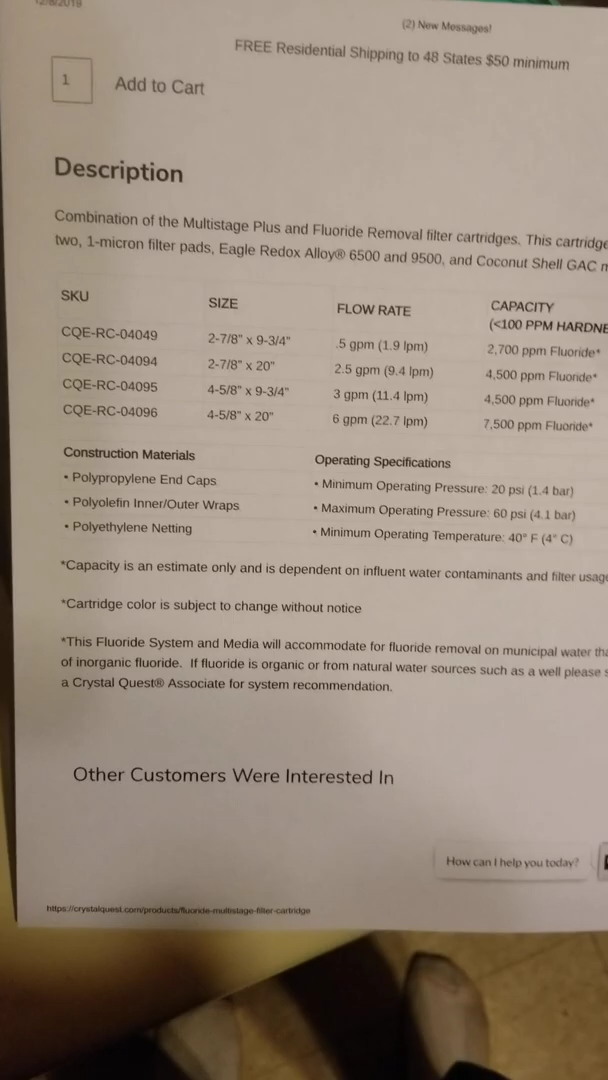 12/8/2019
(2) New Messages!
FREE Residential Shipping to 48 States $50 minimum
1 Add to Cart
Description
Combination of the Multistage Plus and Fluoride Removal filter cartridges. This cartridge
two, 1-micron filter pads, Eagle Redox Alloy® 6500 and 9500, and Coconut Shell GAC m
SKU SIZE FLOW RATE CAPACITY
(<100 PPM HARDNE
CQE-RC-04049 2-7/8" x 9-3/4" .5 gpm (1.9 lpm) 2,700 ppm Fluoride*
CQE-RC-04094 2-7/8" x 20" 2.5 gpm (9.4 lpm) 4,500 ppm Fluoride*
CQE-RC-04095 4-5/8" x 9-3/4" 3 gpm (11.4 lpm) 4,500 ppm Fluoride*
CQE-RC-04096 4-5/8" x 20" 6 gpm (22.7 lpm) 7,500 ppm Fluoride*
Construction Materials
• Polypropylene End Caps
• Polyolefin Inner/Outer Wraps
• Polyethylene Netting
Operating Specifications
• Minimum Operating Pressure: 20 psi (1.4 bar)
• Maximum Operating Pressure: 60 psi (4.1 bar)
• Minimum Operating Temperature: 40° F (4° C)
*Capacity is an estimate only and is dependent on influent water contaminants and filter usage
*Cartridge color is subject to change without notice
*This Fluoride System and Media will accommodate for fluoride removal on municipal water tha
of inorganic fluoride. If fluoride is organic or from natural water sources such as a well please s
a Crystal Quest® Associate for system recommendation.
Other Customers Were Interested In
How can I help you today?
https://crystalquest.com/products/fluoride-multistage-filter-cartridge